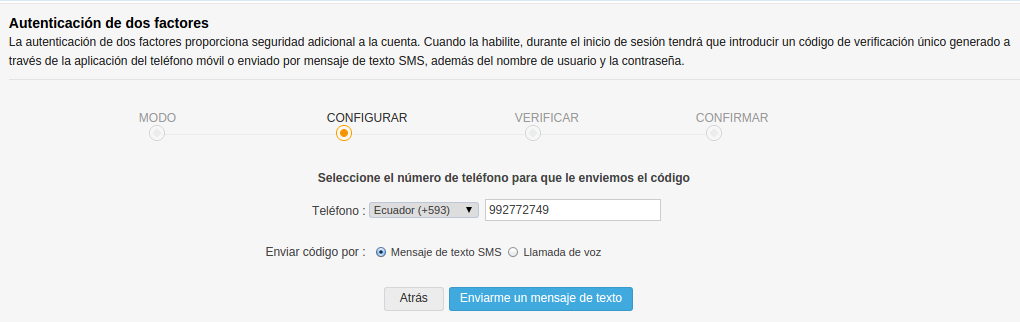 Autenticación de dos factores
La autenticación de dos factores proporciona seguridad adicional a la cuenta. Cuando la habilite, durante el inicio de sesión tendrá que introducir un código de verificación único generado a
través de la aplicación del teléfono móvil o enviado por mensaje de texto SMS, además del nombre de usuario y la contraseña.
MODO CONFIGURAR VERIFICAR CONFIRMAR
Seleccione el número de teléfono para que le enviemos el código
Teléfono : Ecuador (+593) 992772749
Enviar código por : Mensaje de texto SMS Llamada de voz
Atrás Enviarme un mensaje de texto